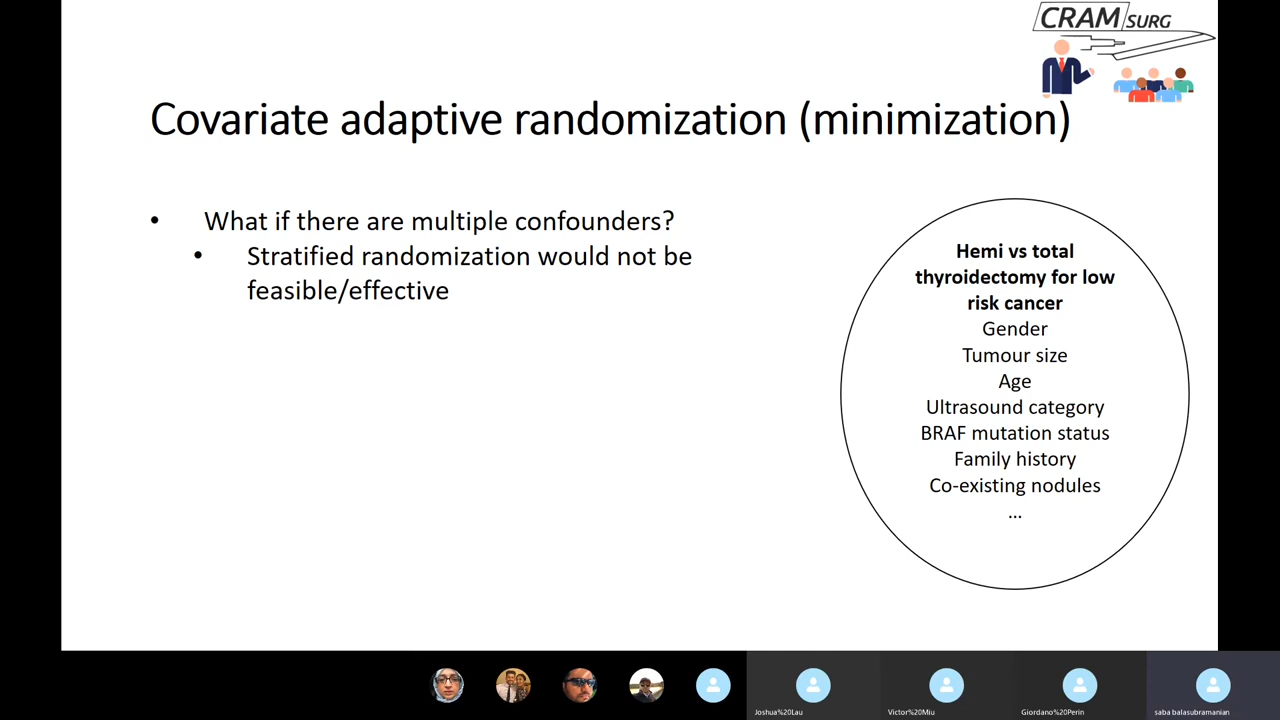 CRAM SURG
Covariate adaptive randomization (minimization)
• What if there are multiple confounders?
• Stratified randomization would not be
feasible/effective
Hemi vs total
thyroidectomy for low
risk cancer
Gender
Tumour size
Age
Ultrasound category
BRAF mutation status
Family history
Co-existing nodules
...
Joshua%20Lau
Victor%20Miu
Giordano%20Perin
saba balasubramanian